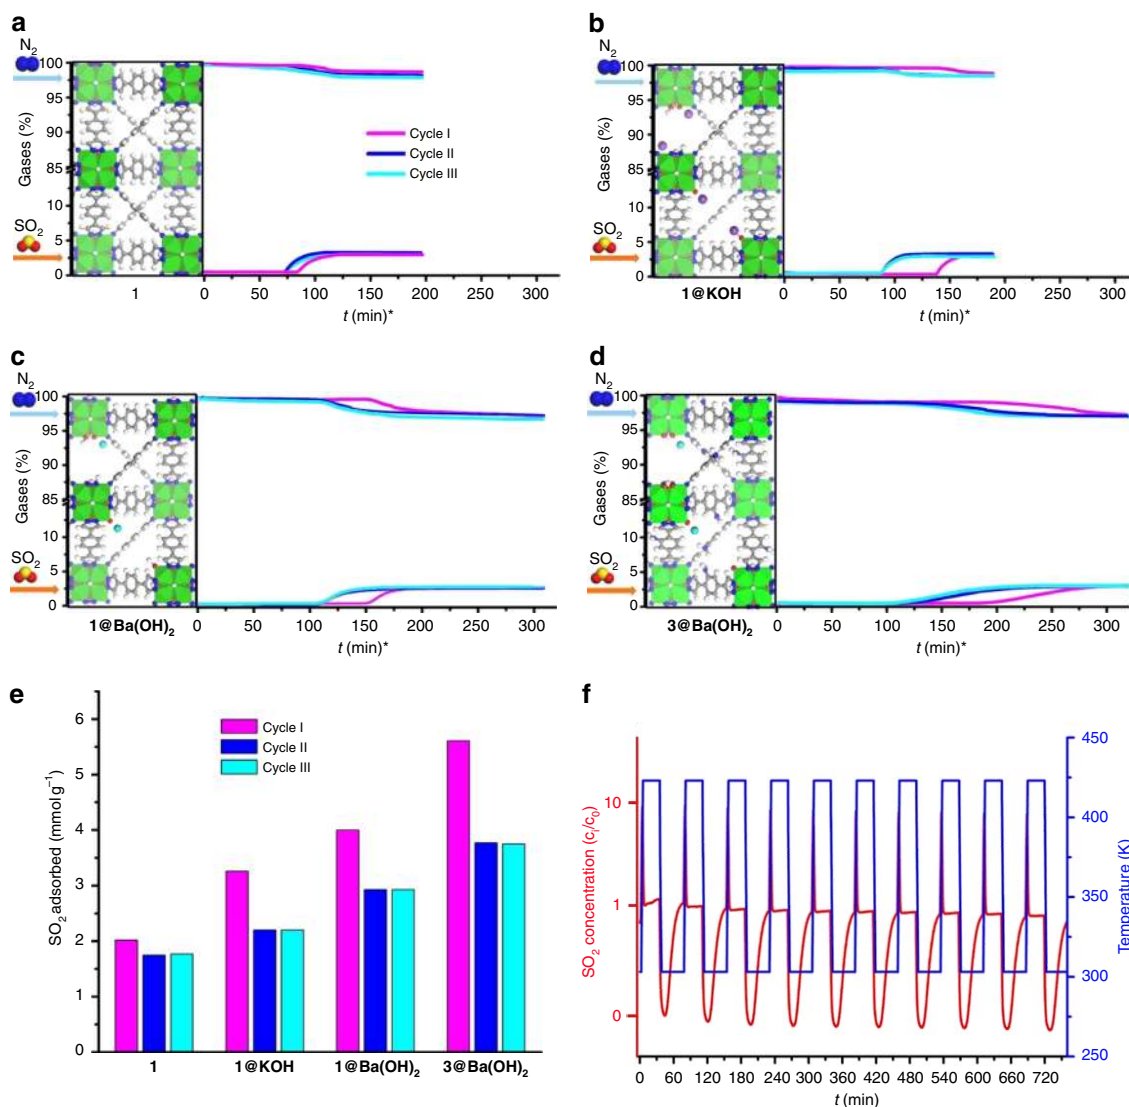 a
N2
100
95
90
85
10
5
0
Gases (%)
SO2
Cycle I
Cycle II
Cycle III
1
0 50 100 150 200 250 300
t (min)*
b
N2
100
95
90
85
10
5
0
Gases (%)
SO2
1@KOH
0 50 100 150 200 250 300
t (min)*
c
N2
100
95
90
85
10
5
0
Gases (%)
SO2
1@Ba(OH)2
0 50 100 150 200 250 300
t (min)*
d
N2
100
95
90
85
10
5
0
Gases (%)
SO2
3@Ba(OH)2
0 50 100 150 200 250 300
t (min)*
e
6
5
4
3
2
1
0
SO2 adsorbed (mmol g−1)
Cycle I
Cycle II
Cycle III
1 1@KOH 1@Ba(OH)2 3@Ba(OH)2
f
10
1
0
SO2 concentration (ci/c0)
450
400
350
300
250
Temperature (K)
0 60 120 180 240 300 360 420 480 540 600 660 720
t (min)